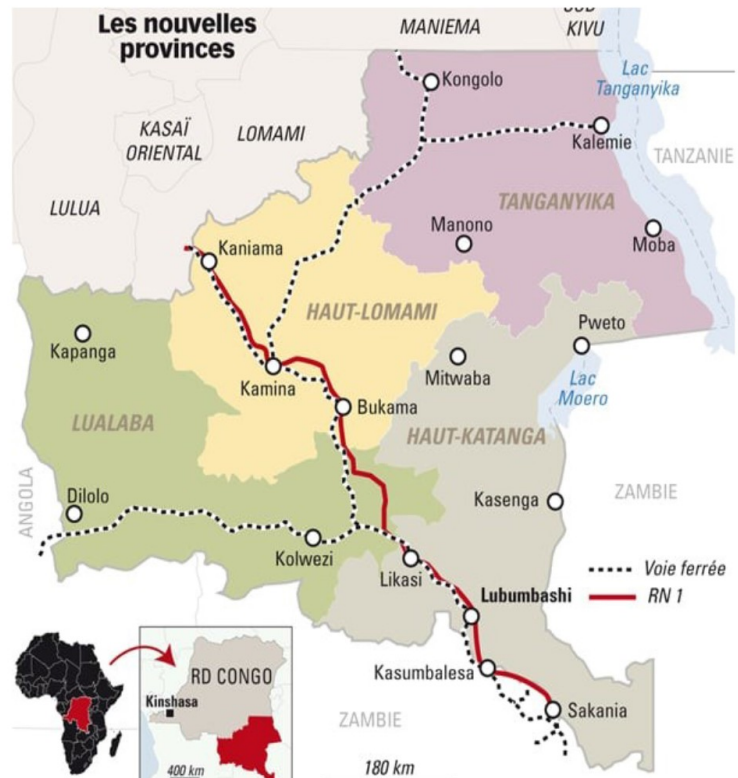 Les nouvelles
provinces
MANIEMA
SUD
KIVU
Kongolo
Lac
Tanganyika
KASAÏ
ORIENTAL
LOMAMI
Kalemie
TANZANIE
LULUA
TANGANYIKA
Manono
Moba
Kaniama
HAUT-LOMAMI
Pweto
Kapanga
Mitwaba
Kamina
Lac
Moero
Bukama
LUALABA
HAUT-KATANGA
ANGOLA
Dilolo
Kasenga
ZAMBIE
Kolwezi
Likasi
Voie ferrée
RN 1
Lubumbashi
RD CONGO
Kasumbalesa
Kinshasa
Sakania
ZAMBIE
400 km
180 km